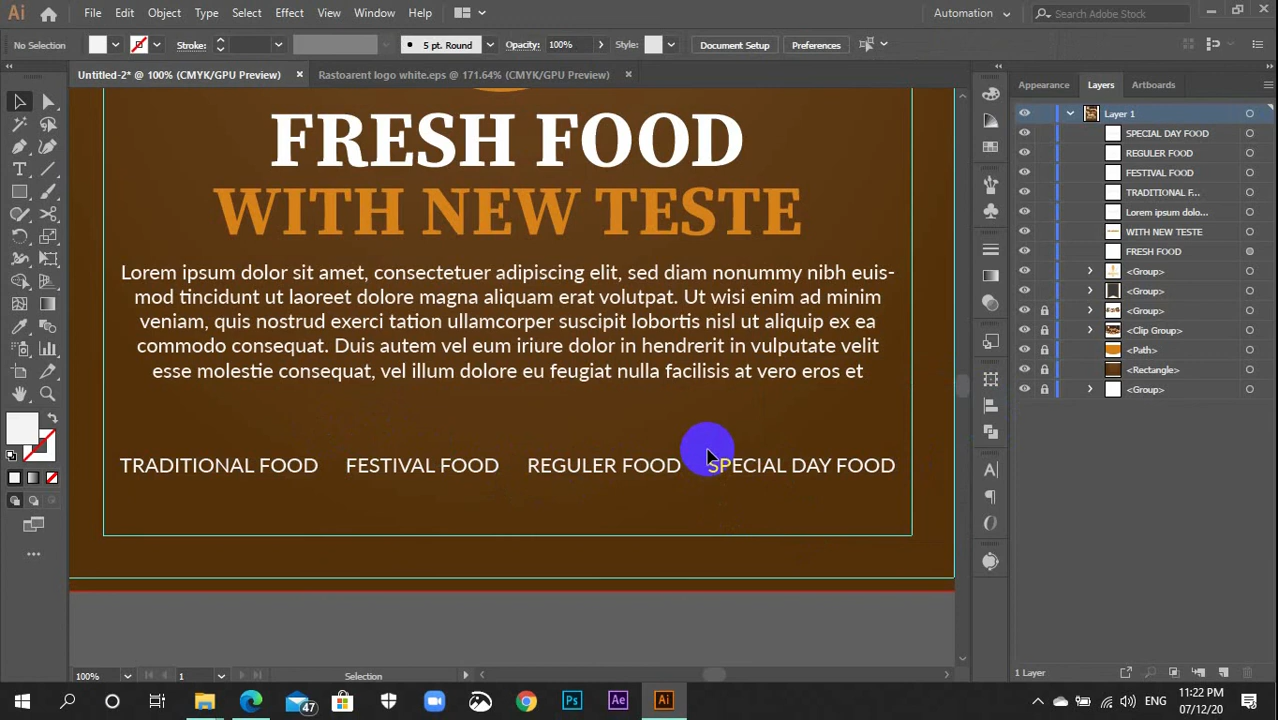 Ai File Edit Object Type Select Effect View Window Help Automation Search Adobe Stock
No Selection Stroke: 5 pt. Round Opacity: 100% Style: Document Setup Preferences
Untitled-2* @ 100% (CMYK/GPU Preview) × Rastoarent logo white.eps @ 171.64% (CMYK/GPU Preview) ×
Appearance Layers Artboards
Layer 1
SPECIAL DAY FOOD
REGULER FOOD
FESTIVAL FOOD
TRADITIONAL F...
Lorem ipsum dolo...
WITH NEW TESTE
FRESH FOOD
<Group>
<Group>
<Group>
<Clip Group>
<Path>
<Rectangle>
<Group>
FRESH FOOD
WITH NEW TESTE
Lorem ipsum dolor sit amet, consectetuer adipiscing elit, sed diam nonummy nibh euis-
mod tincidunt ut laoreet dolore magna aliquam erat volutpat. Ut wisi enim ad minim
veniam, quis nostrud exerci tation ullamcorper suscipit lobortis nisl ut aliquip ex ea
commodo consequat. Duis autem vel eum iriure dolor in hendrerit in vulputate velit
esse molestie consequat, vel illum dolore eu feugiat nulla facilisis at vero eros et
TRADITIONAL FOOD FESTIVAL FOOD REGULER FOOD SPECIAL DAY FOOD
100% 1 Selection
1 Layer
47 Ps Ae Ai ENG
11:22 PM
07/12/20